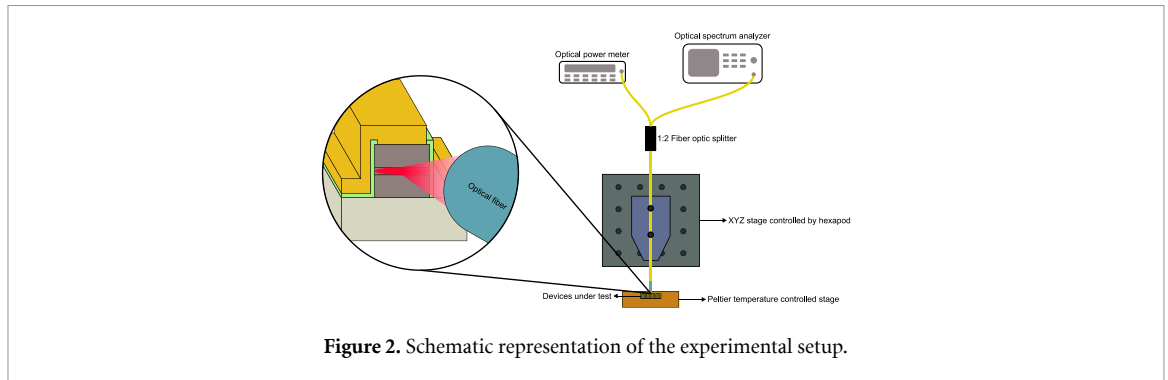 Optical spectrum analyzer
Optical power meter
1:2 Fiber optic splitter
Optical fiber
XYZ stage controlled by hexapod
Devices under test
Peltier temperature controlled stage
Figure 2. Schematic representation of the experimental setup.